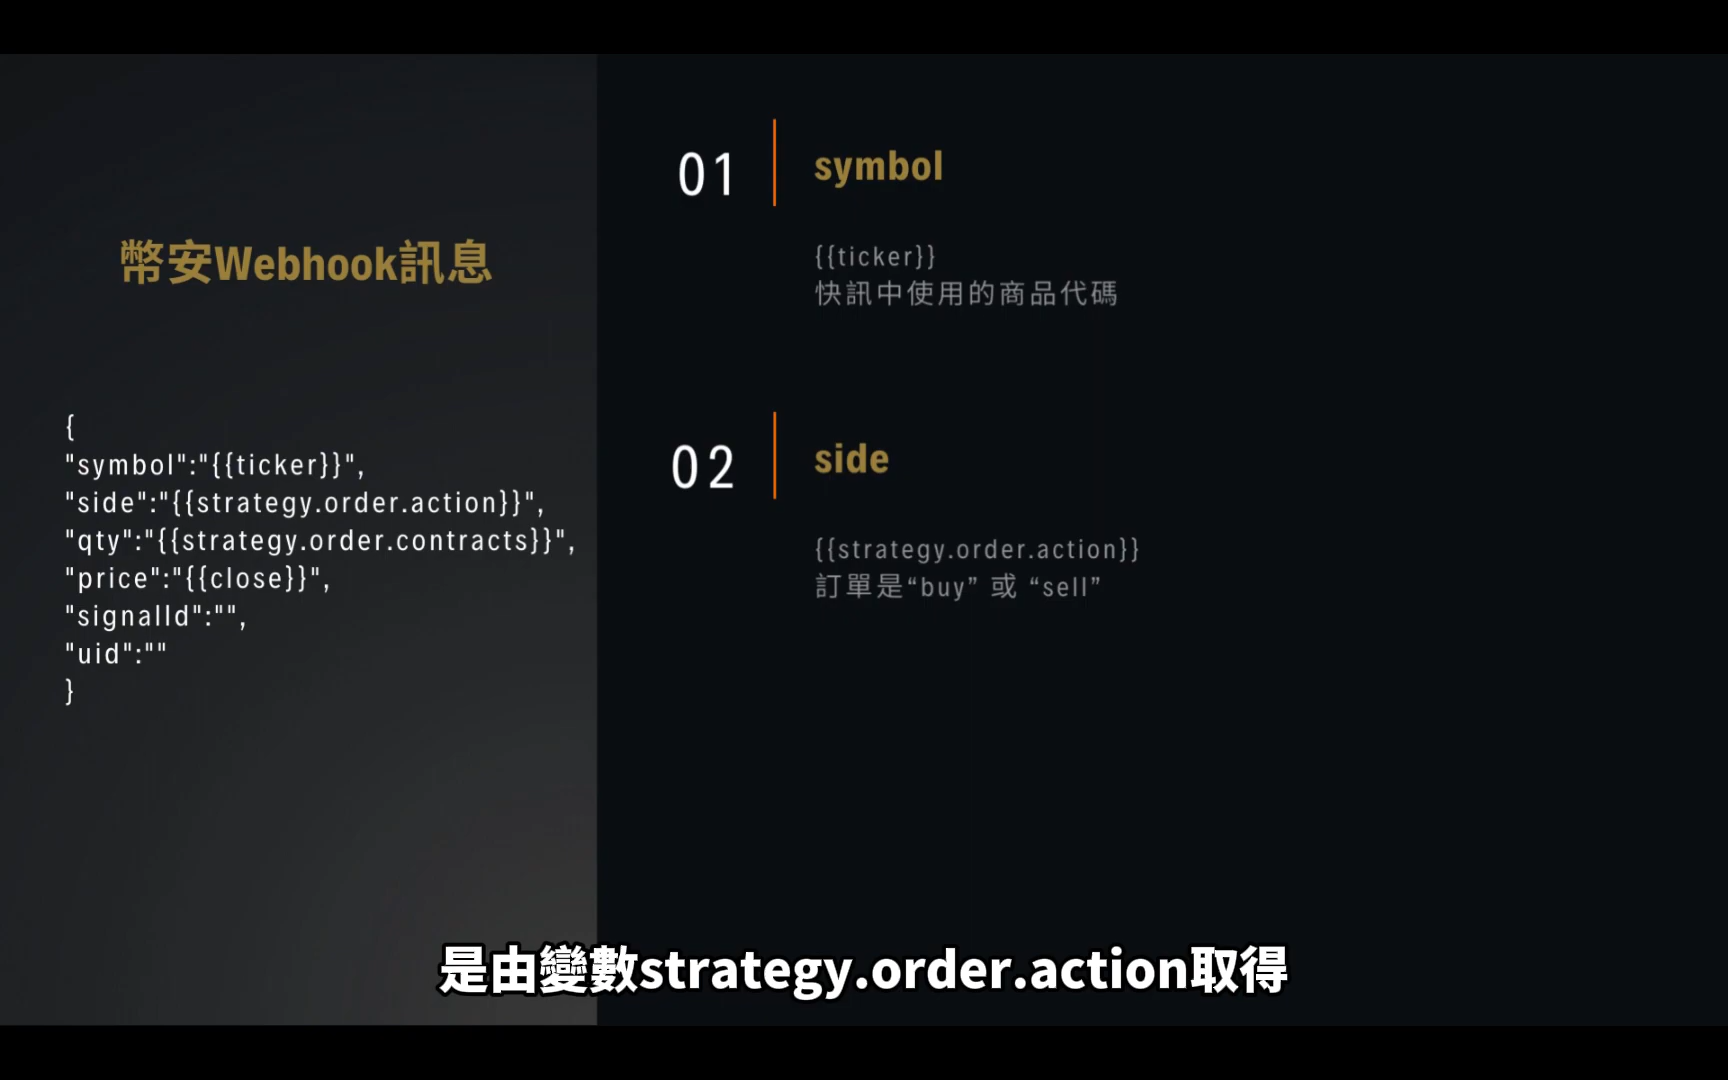 幣安Webhook訊息
{
"symbol":"{{ticker}}",
"side":"{{strategy.order.action}}",
"qty":"{{strategy.order.contracts}}",
"price":"{{close}}",
"signalId":"",
"uid":""
}
01
symbol
{{ticker}}
快訊中使用的商品代碼
02
side
{{strategy.order.action}}
訂單是“buy” 或 “sell”
是由變數strategy.order.action取得